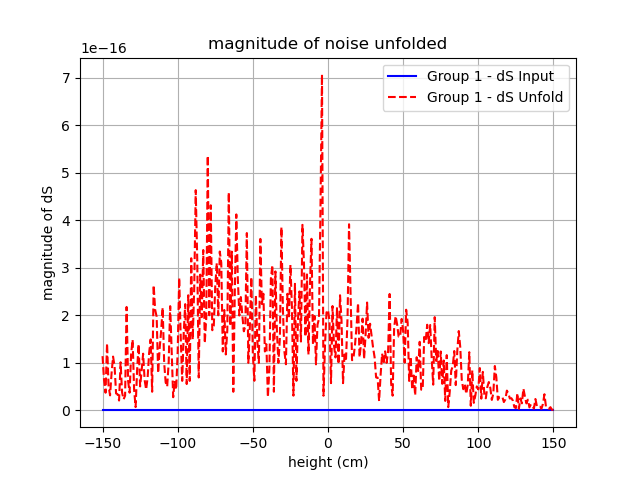 magnitude of noise unfolded
1e−16
Group 1 - dS Input
Group 1 - dS Unfold
magnitude of dS
7
6
5
4
3
2
1
0
−150 −100 −50 0 50 100 150
height (cm)